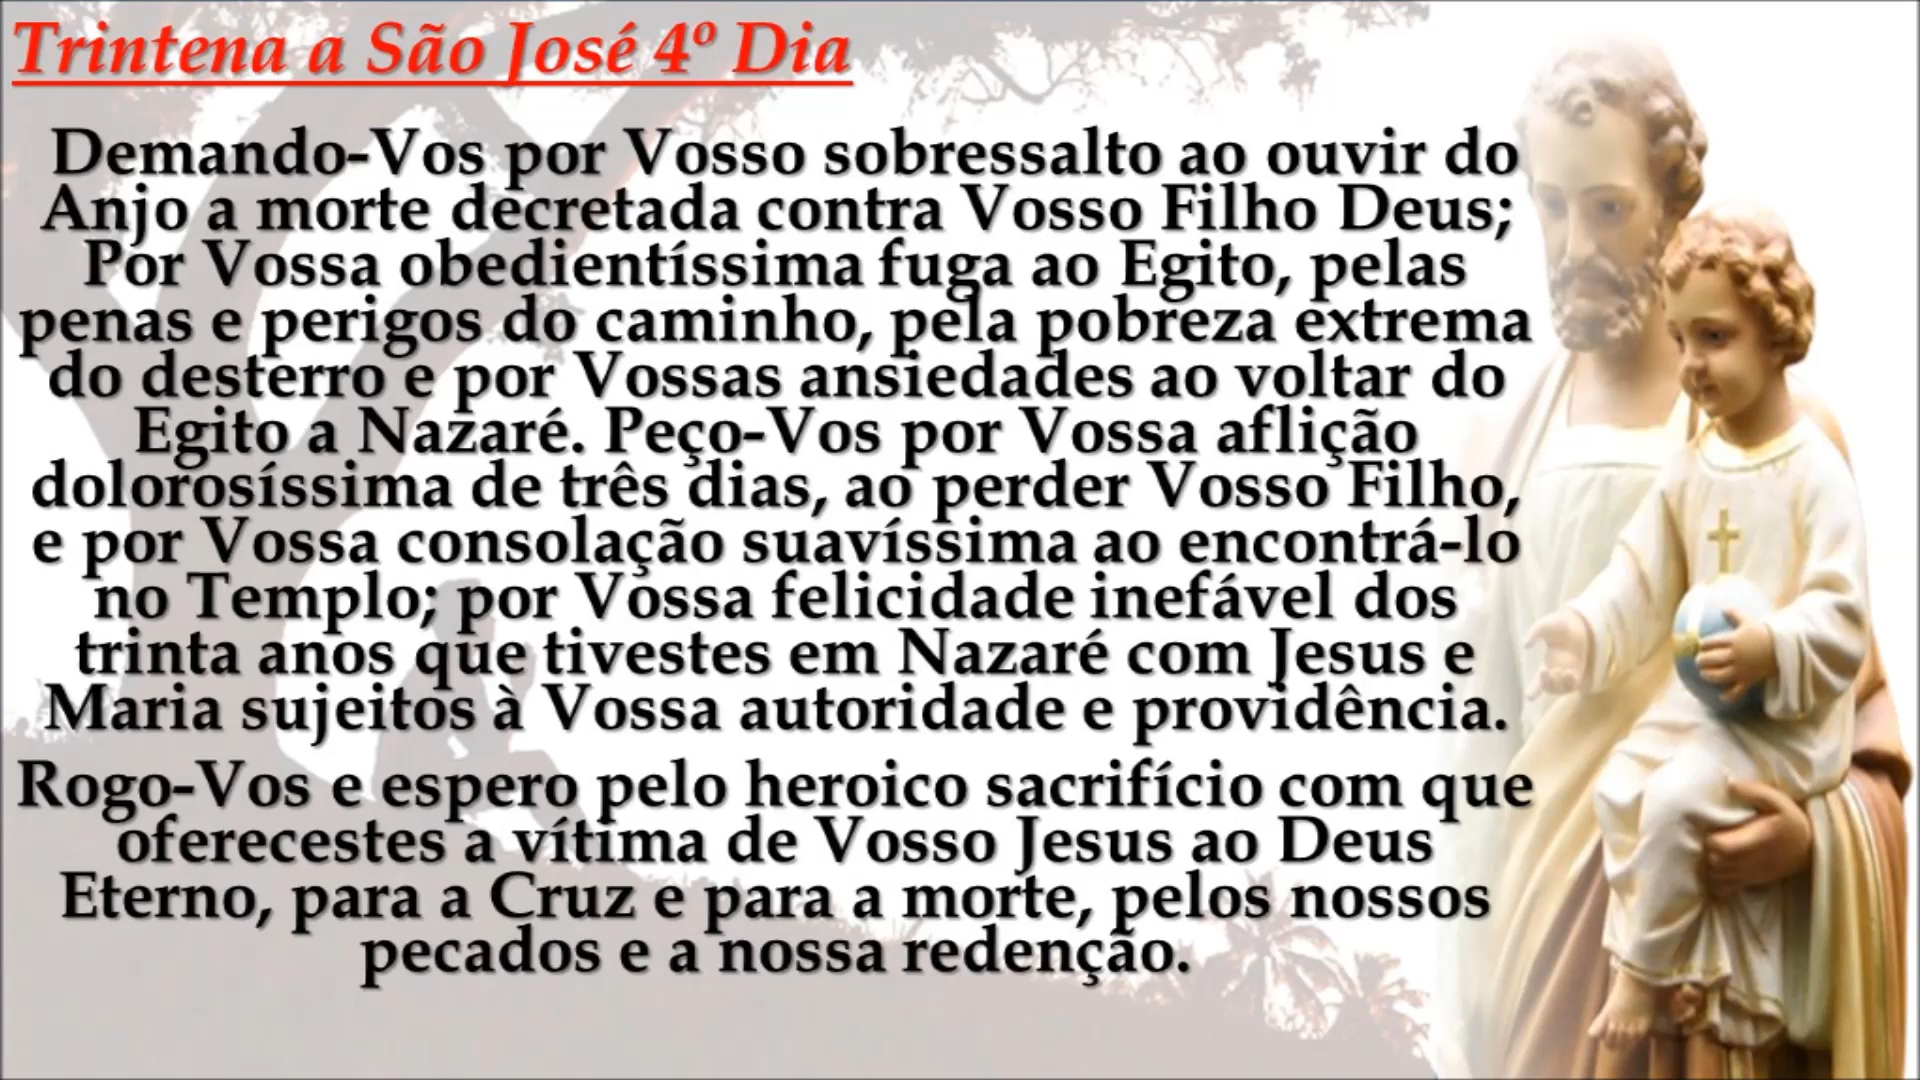 Trintena a São José 4º Dia
Demando-Vos por Vosso sobressalto ao ouvir do
Anjo a morte decretada contra Vosso Filho Deus;
Por Vossa obedientíssima fuga ao Egito, pelas
penas e perigos do caminho, pela pobreza extrema
do desterro e por Vossas ansiedades ao voltar do
Egito a Nazaré. Peço-Vos por Vossa aflição
dolorosíssima de três dias, ao perder Vosso Filho,
e por Vossa consolação suavíssima ao encontrá-lo
no Templo; por Vossa felicidade inefável dos
trinta anos que tivestes em Nazaré com Jesus e
Maria sujeitos à Vossa autoridade e providência.
Rogo-Vos e espero pelo heroico sacrifício com que
oferecestes a vítima de Vosso Jesus ao Deus
Eterno, para a Cruz e para a morte, pelos nossos
pecados e a nossa redenção.